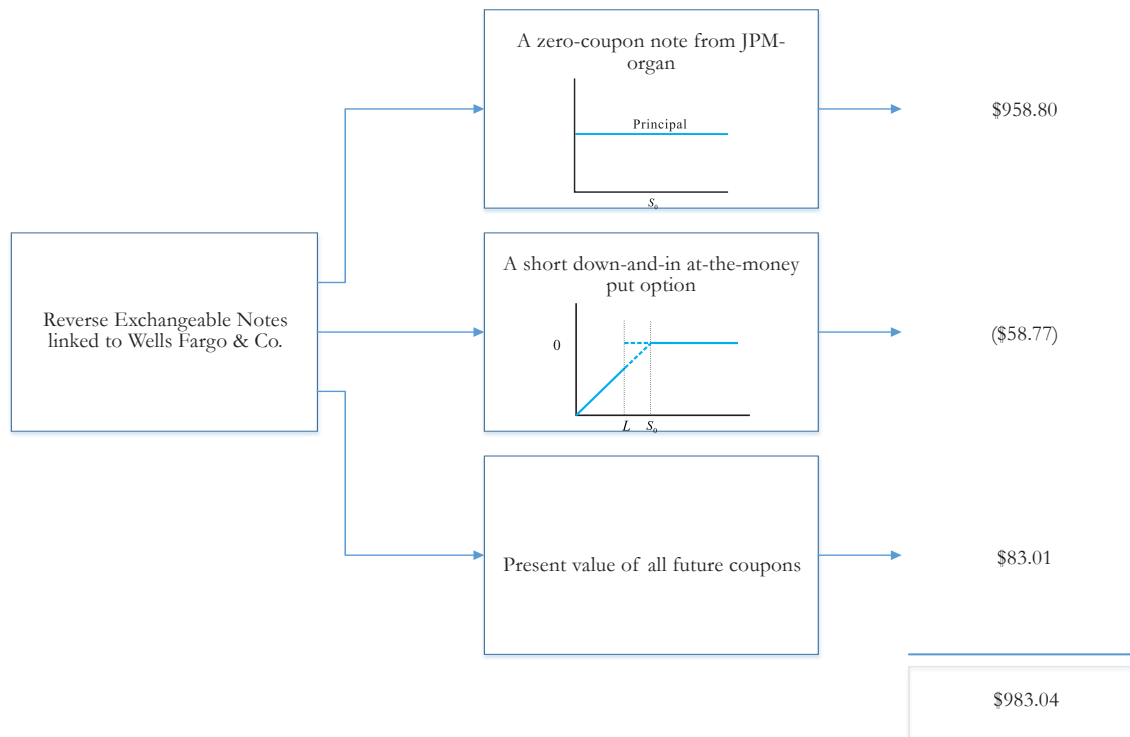 A zero-coupon note from JPM-
organ
Principal
S₀
$958.80
Reverse Exchangeable Notes
linked to Wells Fargo & Co.
A short down-and-in at-the-money
put option
0
L S₀
($58.77)
Present value of all future coupons
$83.01
$983.04